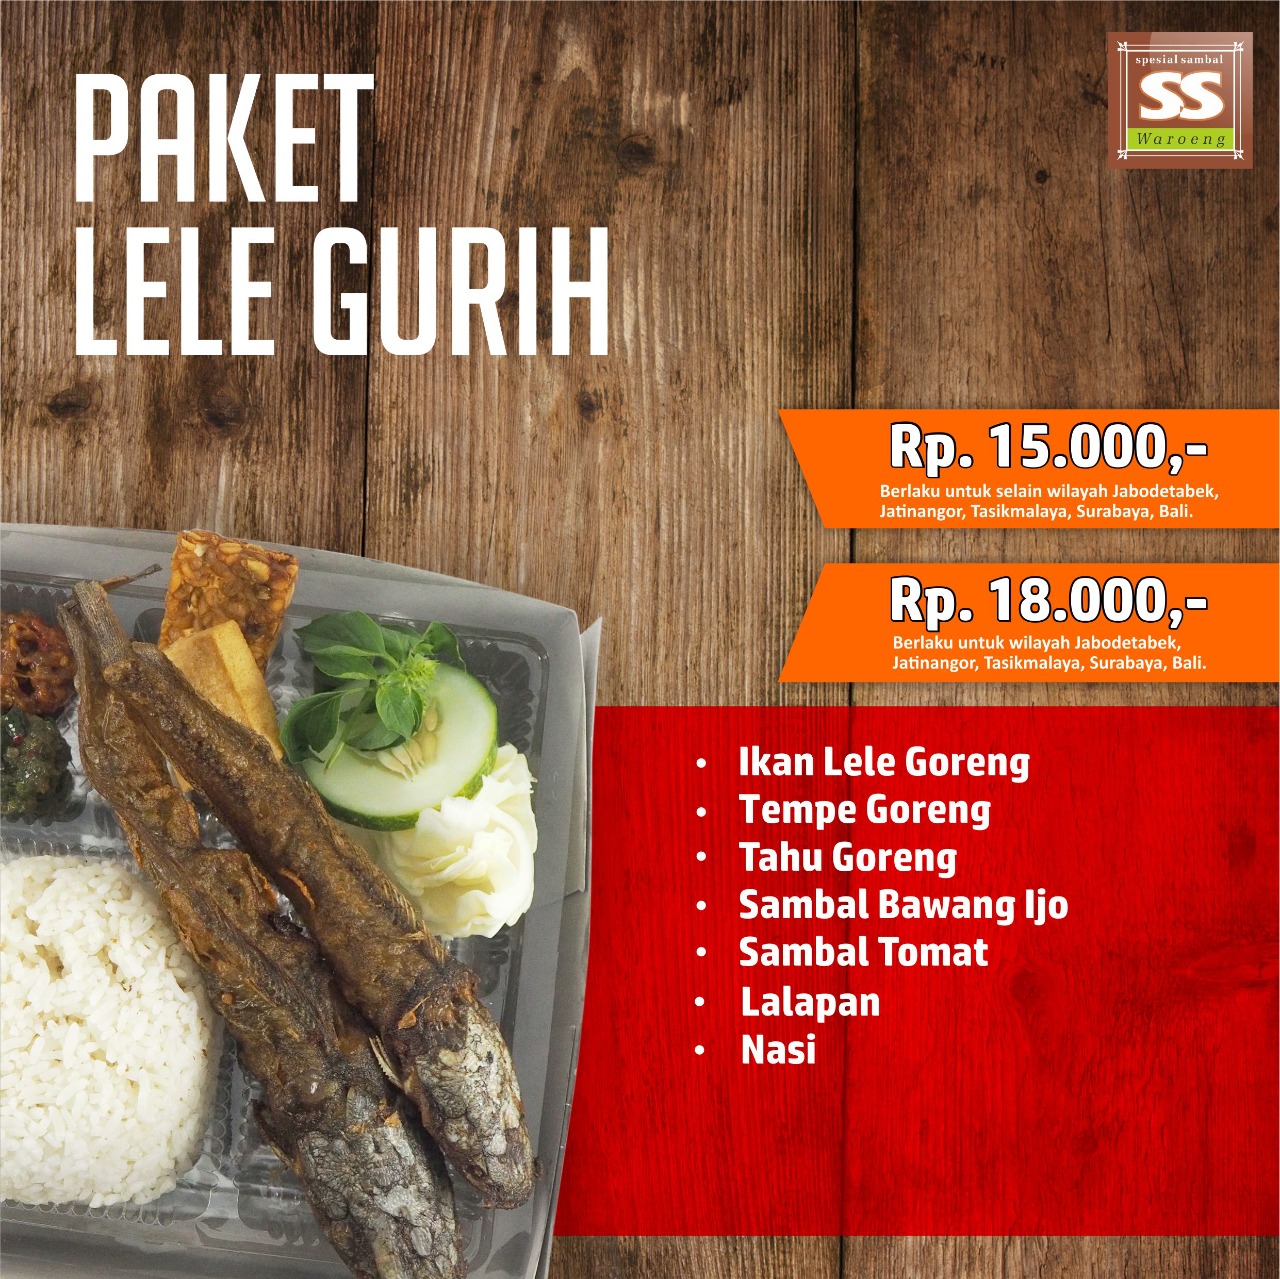 PAKET
LELE GURIH
spesial sambal
SS
Waroeng
Rp. 15.000,-
Berlaku untuk selain wilayah Jabodetabek,
Jatinangor, Tasikmalaya, Surabaya, Bali.
Rp. 18.000,-
Berlaku untuk wilayah Jabodetabek,
Jatinangor, Tasikmalaya, Surabaya, Bali.
• Ikan Lele Goreng
• Tempe Goreng
• Tahu Goreng
• Sambal Bawang Ijo
• Sambal Tomat
• Lalapan
• Nasi